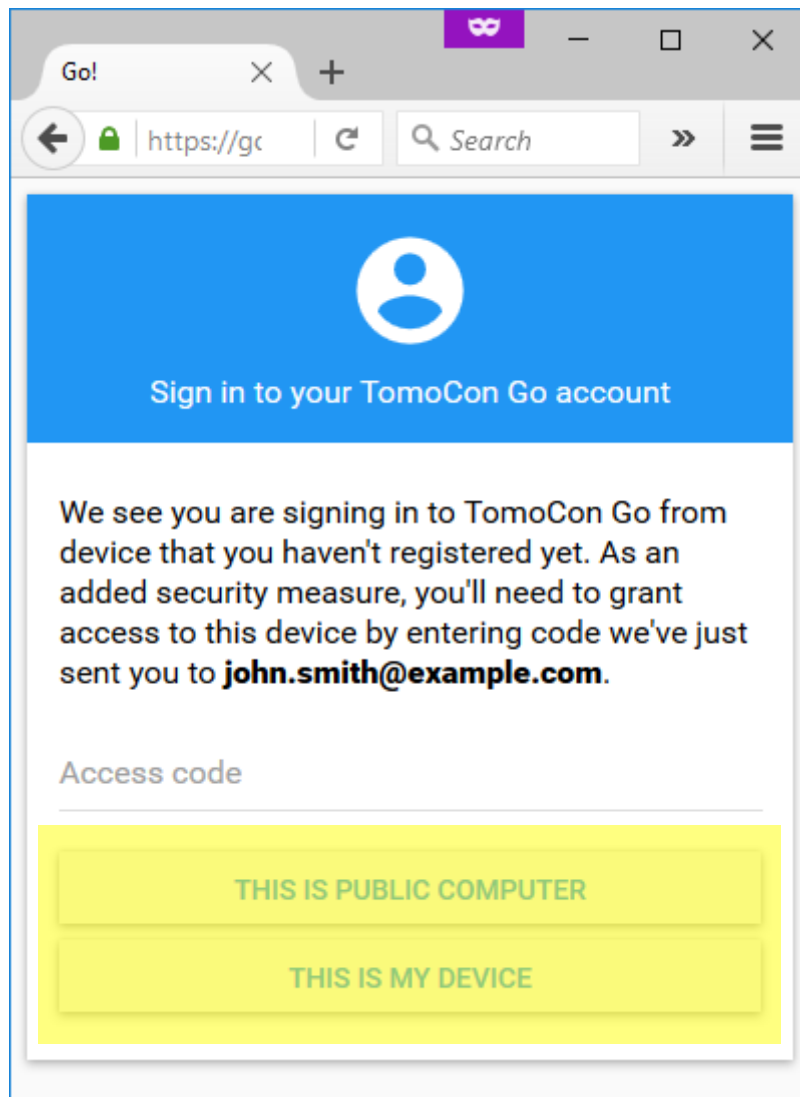 Go!
https://go
Search
Sign in to your TomoCon Go account
We see you are signing in to TomoCon Go from
device that you haven't registered yet. As an
added security measure, you'll need to grant
access to this device by entering code we've just
sent you to john.smith@example.com.
Access code
THIS IS PUBLIC COMPUTER
THIS IS MY DEVICE